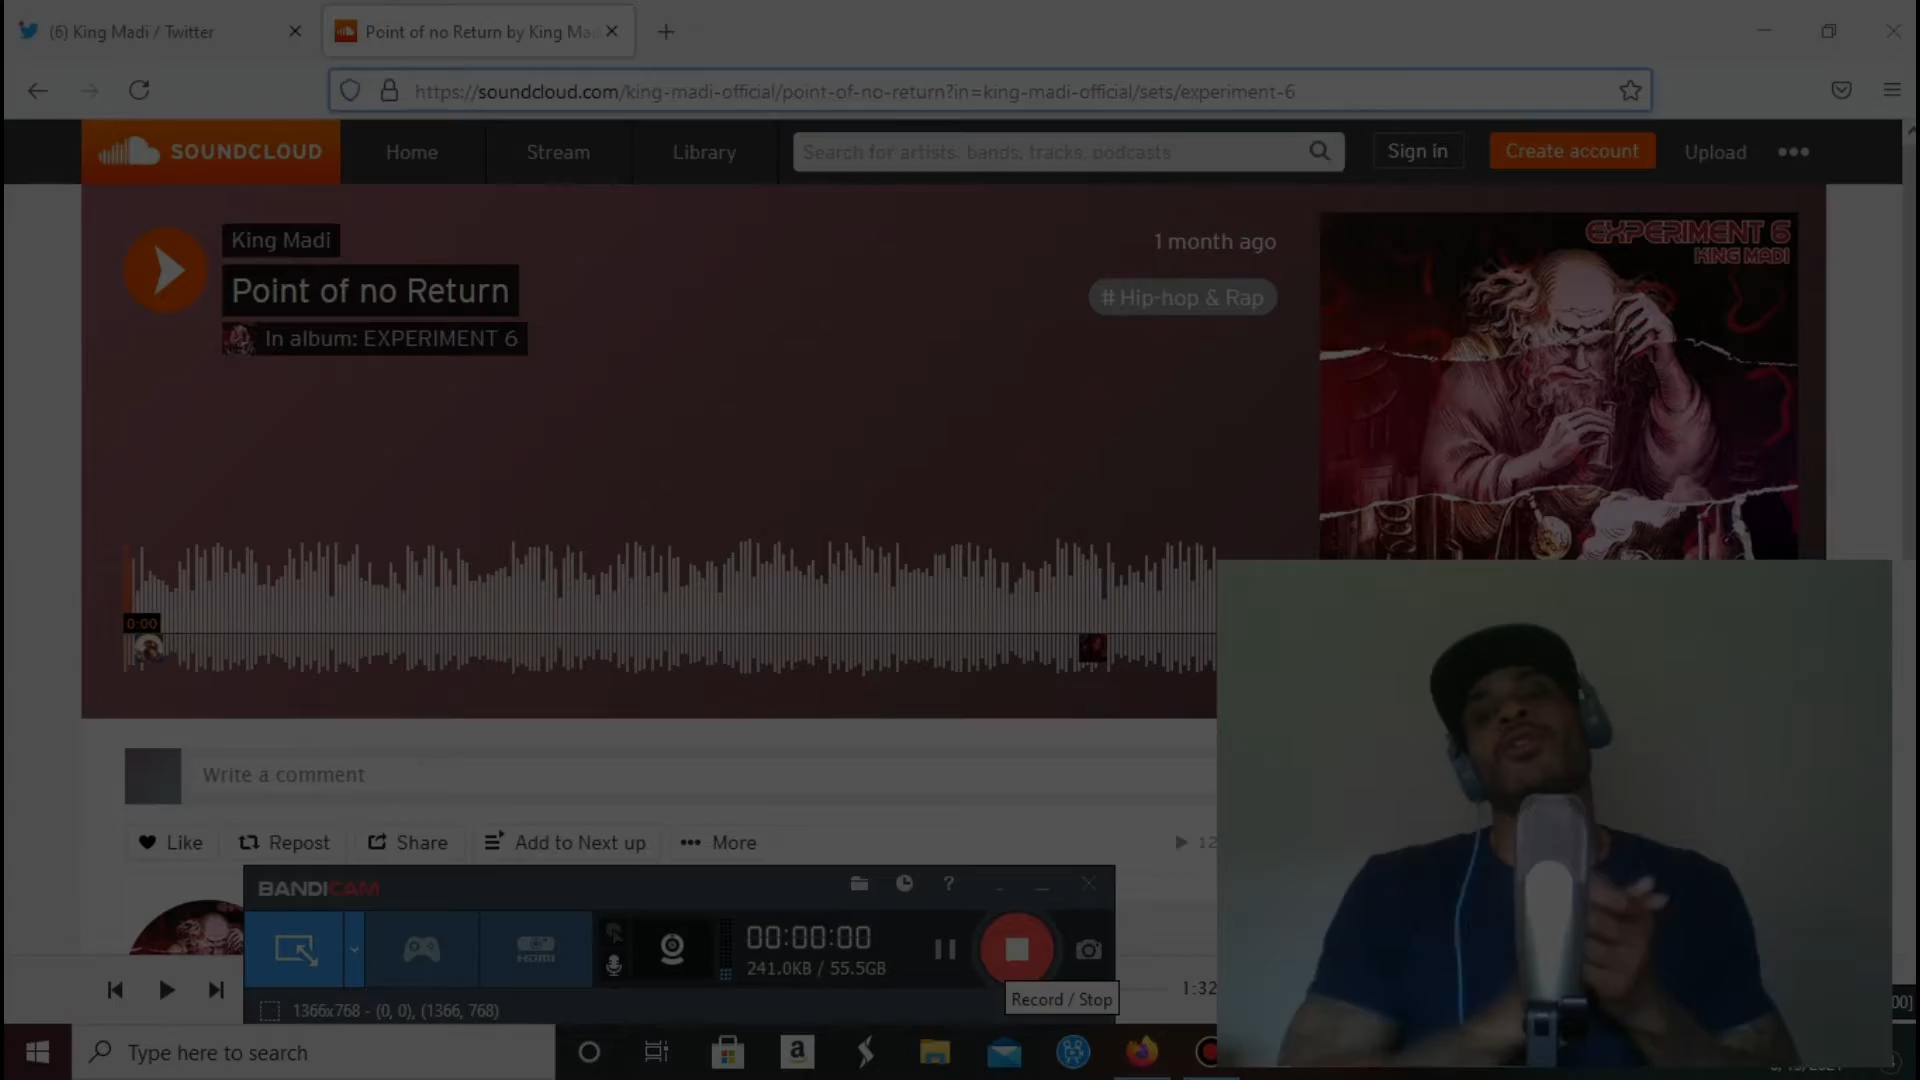 (6) King Madi / Twitter
Point of no Return by King Ma
https://soundcloud.com/king-madi-official/point-of-no-return?in=king-madi-official/sets/experiment-6
SOUNDCLOUD
Home
Stream
Library
Search for artists, bands, tracks, podcasts
Sign in
Create account
Upload
King Madi
1 month ago
Point of no Return
# Hip-hop & Rap
In album: EXPERIMENT 6
EXPERIMENT 6
KING MADI
0:00
Write a comment
Like
Repost
Share
Add to Next up
More
12
BANDICAM
?
HDMI
00:00:00
241.0KB / 55.5GB
Record / Stop
1366x768 - (0, 0), (1366, 768)
1:32
00]
Type here to search
a